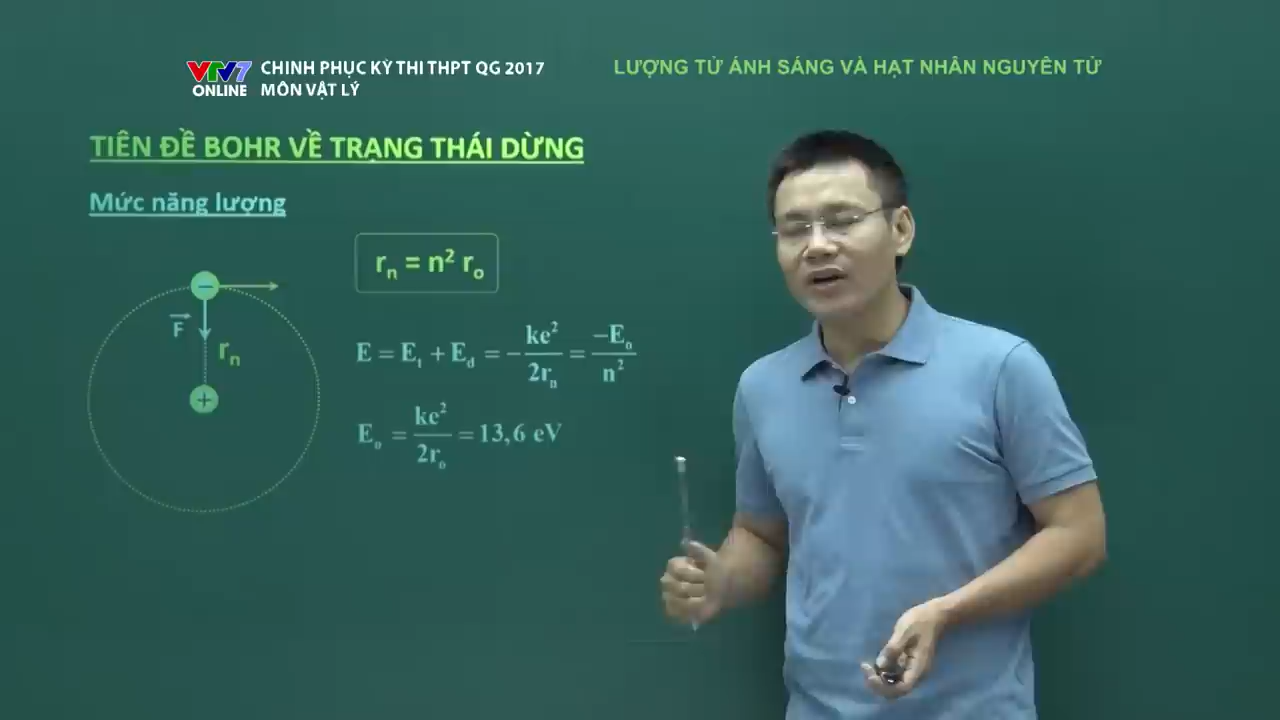 VTV7
ONLINE
CHINH PHỤC KỲ THI THPT QG 2017
MÔN VẬT LÝ
LƯỢNG TỬ ÁNH SÁNG VÀ HẠT NHÂN NGUYÊN TỬ
TIÊN ĐỀ BOHR VỀ TRẠNG THÁI DỪNG
Mức năng lượng
rₙ = n² rₒ
−
F⃗
rₙ
+
E = Eₜ + E_đ = −ke²/2rₙ = −Eₒ/n²
Eₒ = ke²/2rₒ = 13,6 eV